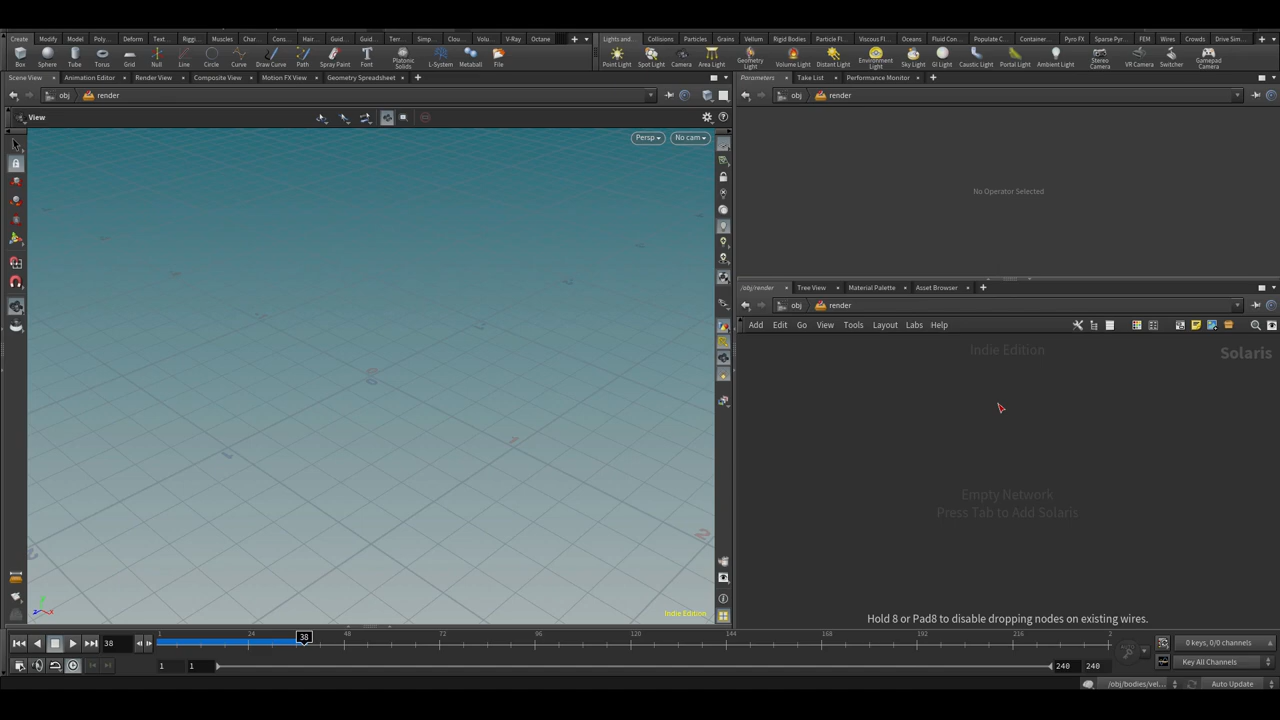 Create Modify Model Poly... Deform Text... Riggi... Muscles Char... Cons... Hair... Guid... Guid... Terr... Simp... Clou... Volu... V-Ray Octane
Lights and... Collisions Particles Grains Vellum Rigid Bodies Particle Fl... Viscous Fl... Oceans Fluid Con... Populate C... Container... Pyro FX Sparse Pyr... FEM Wires Crowds Drive Sim...
Box Sphere Tube Torus Grid Null Line Circle Curve Draw Curve Path Spray Paint Font Platonic Solids L-System Metaball File
Point Light Spot Light Camera Area Light Geometry Light Volume Light Distant Light Environment Light Sky Light GI Light Caustic Light Portal Light Ambient Light Stereo Camera VR Camera Switcher Gamepad Camera
Scene View Animation Editor Render View Composite View Motion FX View Geometry Spreadsheet
Parameters Take List Performance Monitor
obj render
obj render
View
Persp No cam
No Operator Selected
/obj/render Tree View Material Palette Asset Browser
obj render
Add Edit Go View Tools Layout Labs Help
Indie Edition
Solaris
Empty Network
Press Tab to Add Solaris
Indie Edition
Hold 8 or Pad8 to disable dropping nodes on existing wires.
38
1 24 38 48 72 96 120 144 168 192 216 2
0 keys, 0/0 channels
1 1 240 240
Key All Channels
/obj/bodies/vel... Auto Update